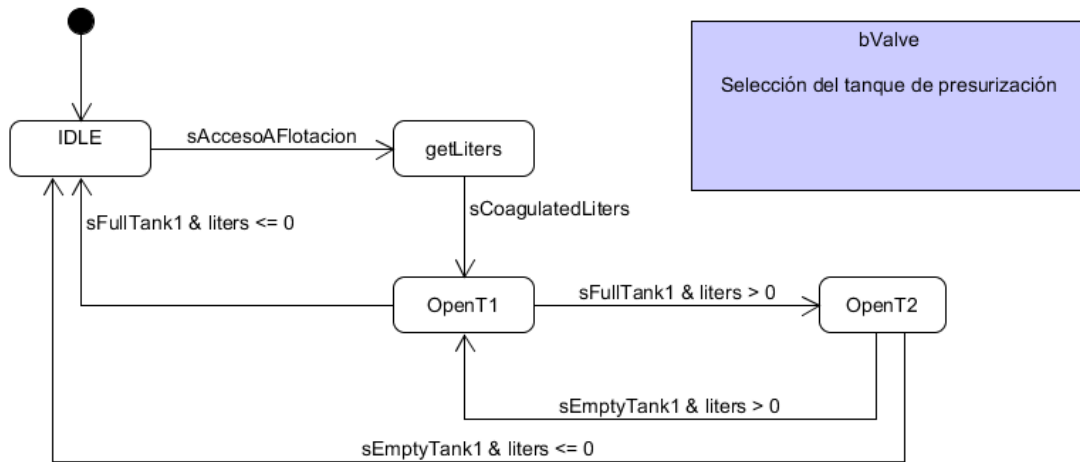 bValve
Selección del tanque de presurización
IDLE
sAccesoAFlotacion
getLiters
sCoagulatedLiters
sFullTank1 & liters <= 0
OpenT1
sFullTank1 & liters > 0
OpenT2
sEmptyTank1 & liters > 0
sEmptyTank1 & liters <= 0